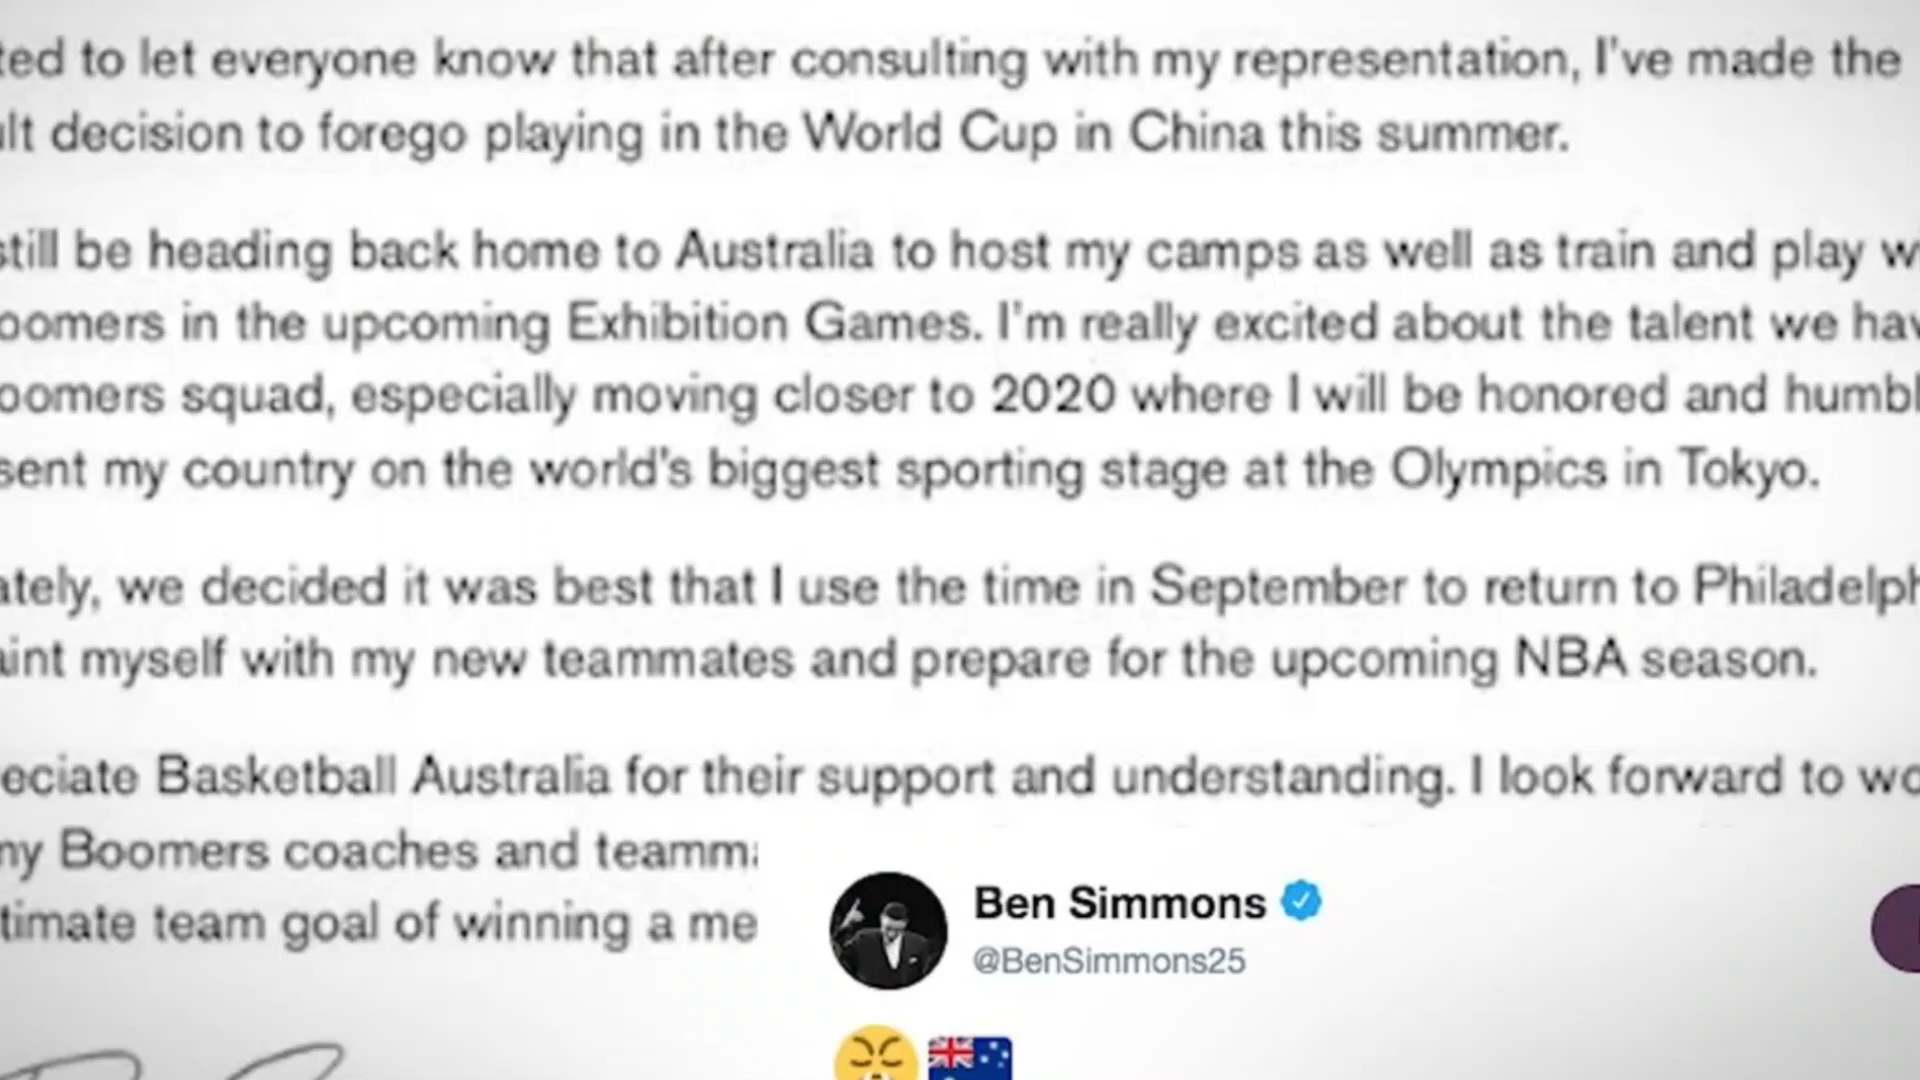 ted to let everyone know that after consulting with my representation, I've made the
ult decision to forego playing in the World Cup in China this summer.
still be heading back home to Australia to host my camps as well as train and play wi
oomers in the upcoming Exhibition Games. I'm really excited about the talent we hav
oomers squad, especially moving closer to 2020 where I will be honored and humbl
sent my country on the world's biggest sporting stage at the Olympics in Tokyo.
ately, we decided it was best that I use the time in September to return to Philadelph
aint myself with my new teammates and prepare for the upcoming NBA season.
eciate Basketball Australia for their support and understanding. I look forward to wo
my Boomers coaches and teamma
timate team goal of winning a me
Ben Simmons
@BenSimmons25